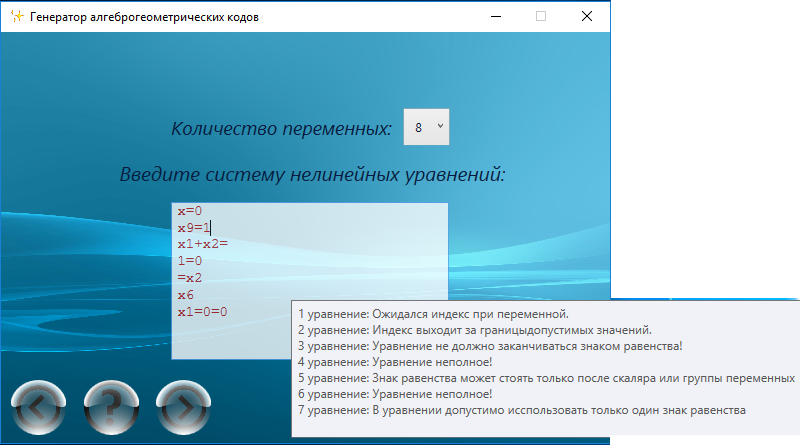 Генератор алгеброгеометрических кодов
Количество переменных: 8
Введите систему нелинейных уравнений:
x=0
x9=1
x1+x2=
1=0
=x2
x6
x1=0=0
1 уравнение: Ожидался индекс при переменной.
2 уравнение: Индекс выходит за границыдопустимых значений.
3 уравнение: Уравнение не должно заканчиваться знаком равенства!
4 уравнение: Уравнение неполное!
5 уравнение: Знак равенства может стоять только после скаляра или группы переменных
6 уравнение: Уравнение неполное!
7 уравнение: В уравнении допустимо исспользовать только один знак равенства
?